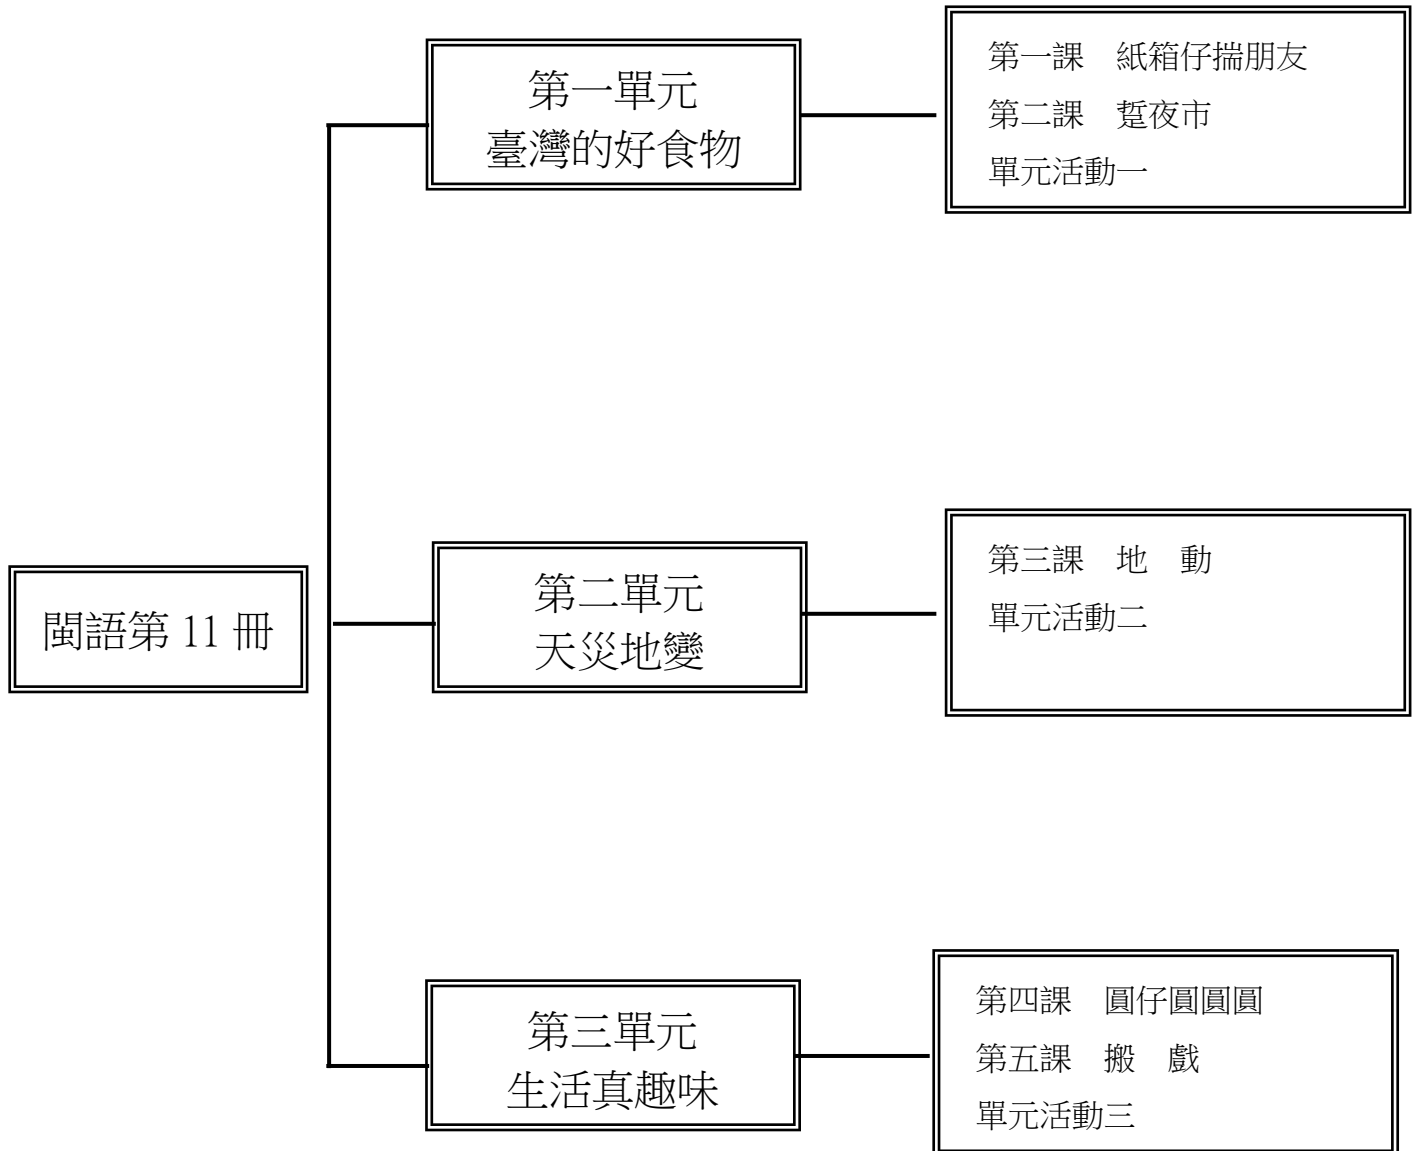 閩語第 11 冊
第一單元
臺灣的好食物
第一課　紙箱仔揣朋友
第二課　踅夜市
單元活動一
第二單元
天災地變
第三課　地　動
單元活動二
第三單元
生活真趣味
第四課　圓仔圓圓圓
第五課　搬　戲
單元活動三